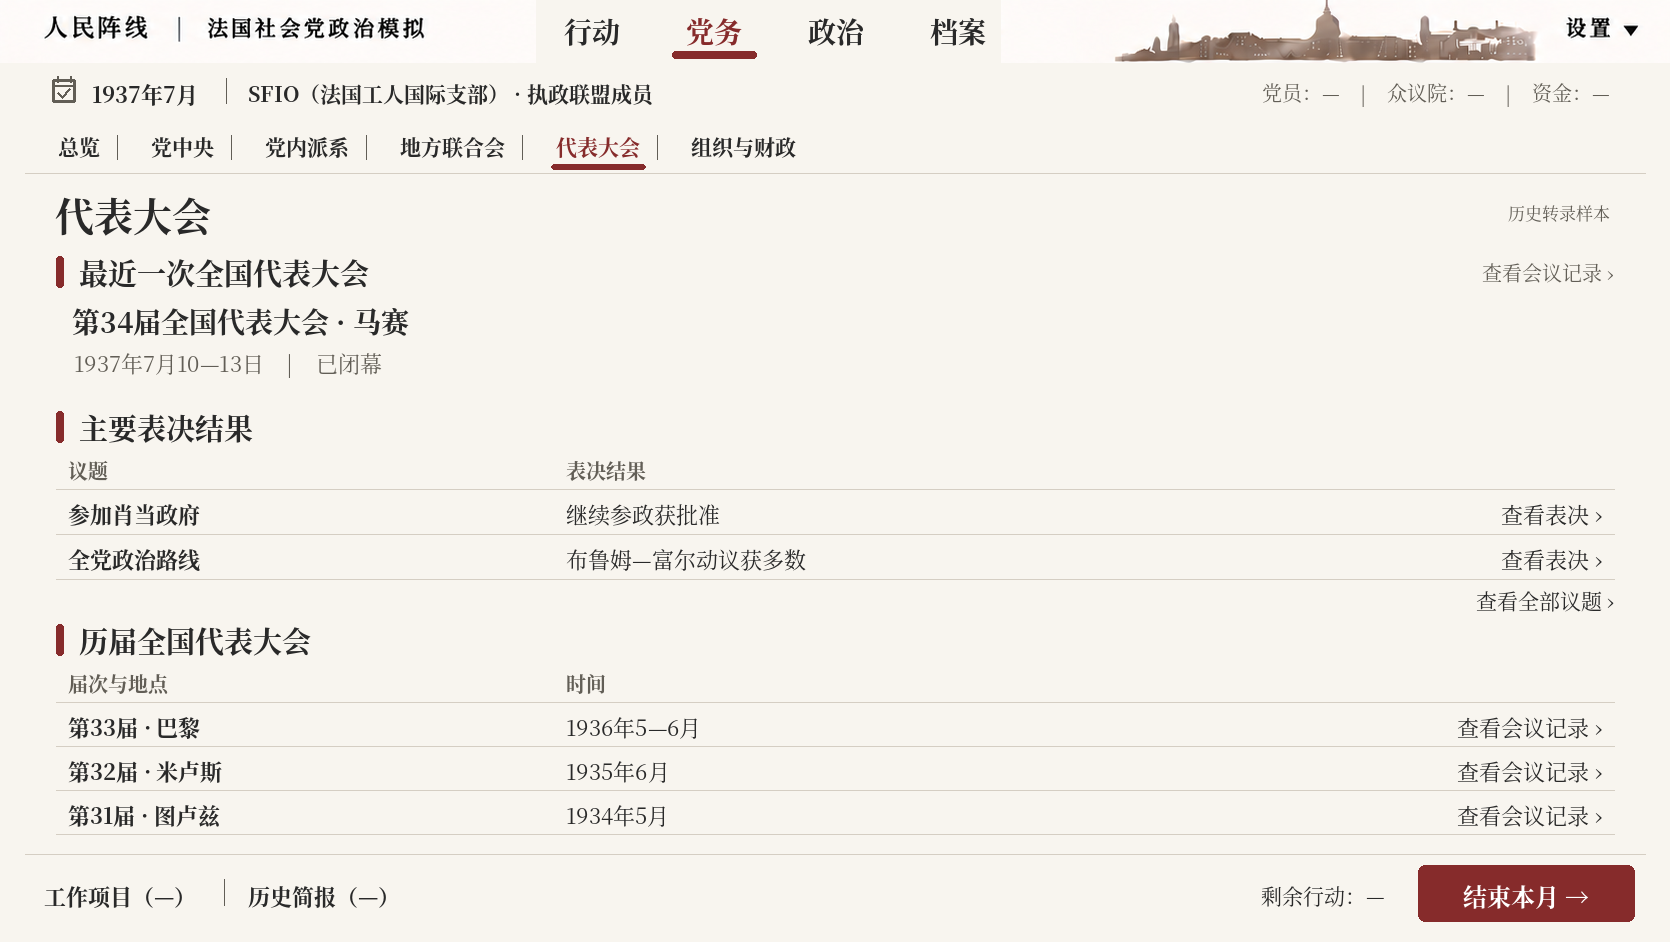 人民阵线 | 法国社会党政治模拟 行动 党务 政治 档案 设置 ▼
1937年7月 | SFIO（法国工人国际支部）· 执政联盟成员 党员：— | 众议院：— | 资金：—
总览 | 党中央 | 党内派系 | 地方联合会 | 代表大会 | 组织与财政
代表大会 历史转录样本
最近一次全国代表大会 查看会议记录 ›
第34届全国代表大会 · 马赛
1937年7月10—13日 | 已闭幕
主要表决结果
议题 表决结果
参加肖当政府 继续参政获批准 查看表决 ›
全党政治路线 布鲁姆—富尔动议获多数 查看表决 ›
查看全部议题 ›
历届全国代表大会
届次与地点 时间
第33届 · 巴黎 1936年5—6月 查看会议记录 ›
第32届 · 米卢斯 1935年6月 查看会议记录 ›
第31届 · 图卢兹 1934年5月 查看会议记录 ›
工作项目（—） | 历史简报（—） 剩余行动：— 结束本月 →